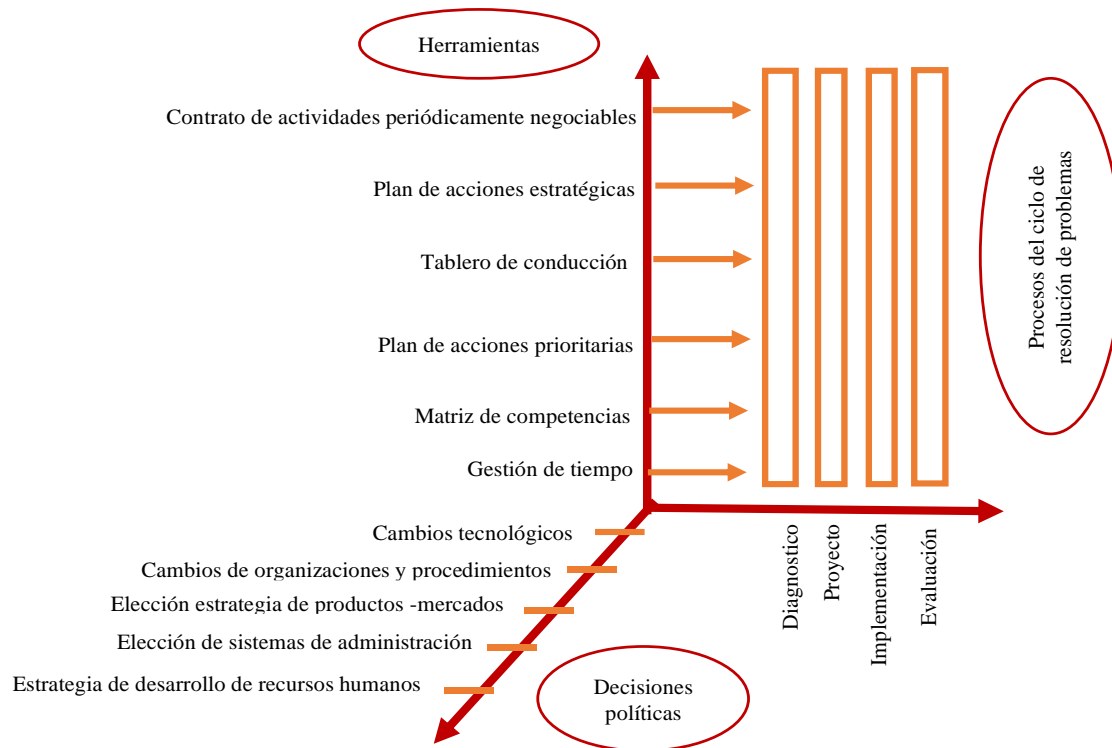 Herramientas
Contrato de actividades periódicamente negociables
Plan de acciones estratégicas
Tablero de conducción
Plan de acciones prioritarias
Matriz de competencias
Gestión de tiempo
Procesos del ciclo de
resolución de problemas
Cambios tecnológicos
Cambios de organizaciones y procedimientos
Elección estrategia de productos -mercados
Elección de sistemas de administración
Estrategia de desarrollo de recursos humanos
Diagnostico
Proyecto
Implementación
Evaluación
Decisiones
políticas